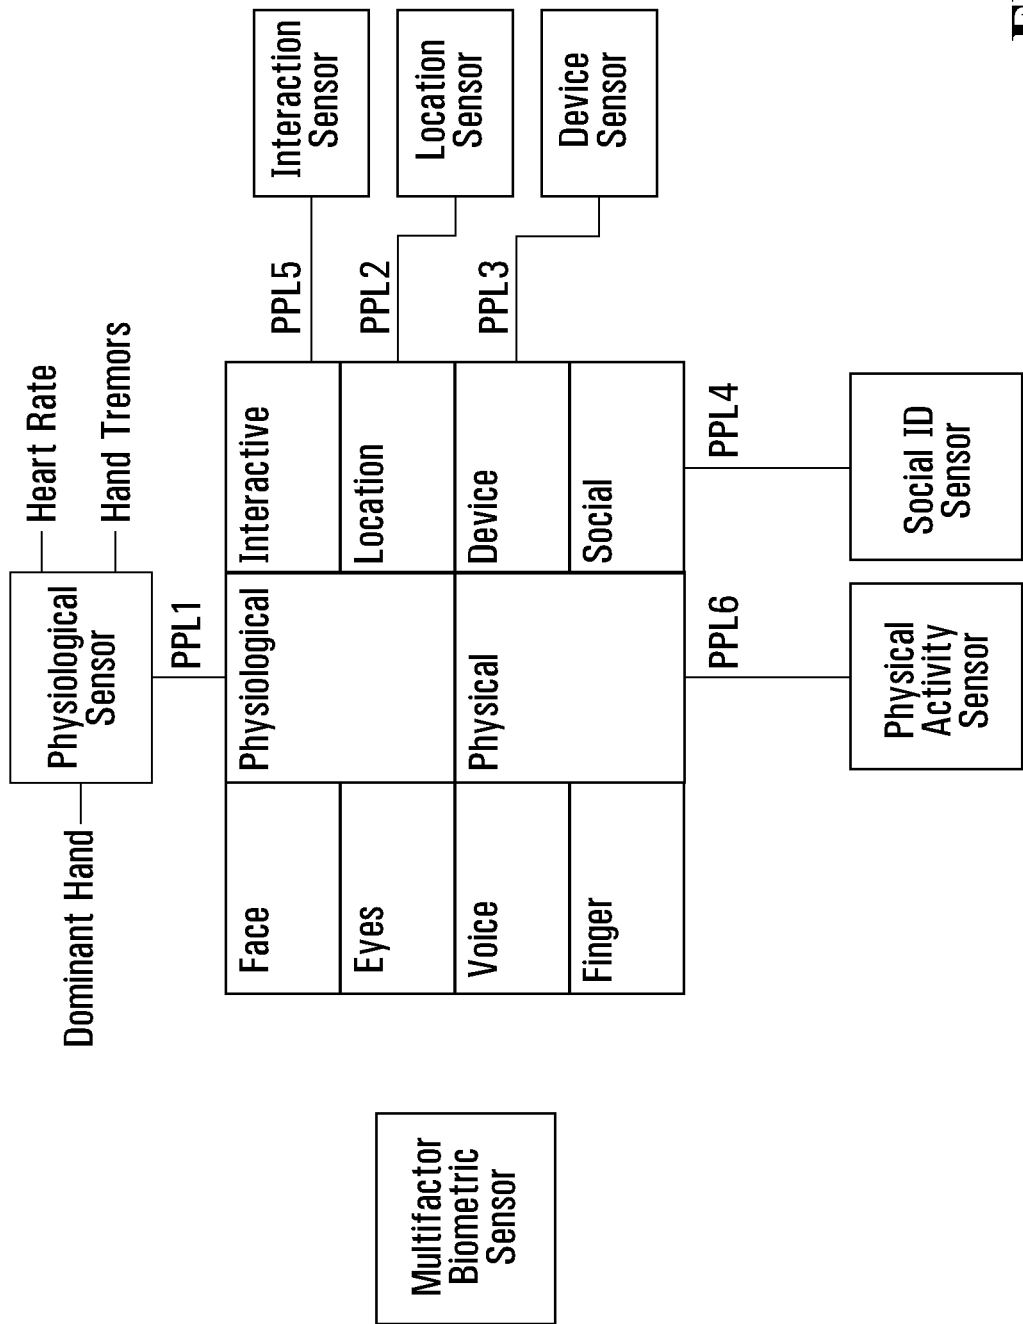 Heart Rate
Hand Tremors
Dominant Hand
Physiological
Sensor
PPL1
Interaction
Sensor
PPL5
Location
Sensor
PPL2
Device
Sensor
PPL3
Face
Eyes
Voice
Finger
Physiological
Physical
Interactive
Location
Device
Social
PPL4
Social ID
Sensor
PPL6
Physical
Activity
Sensor
Multifactor
Biometric
Sensor